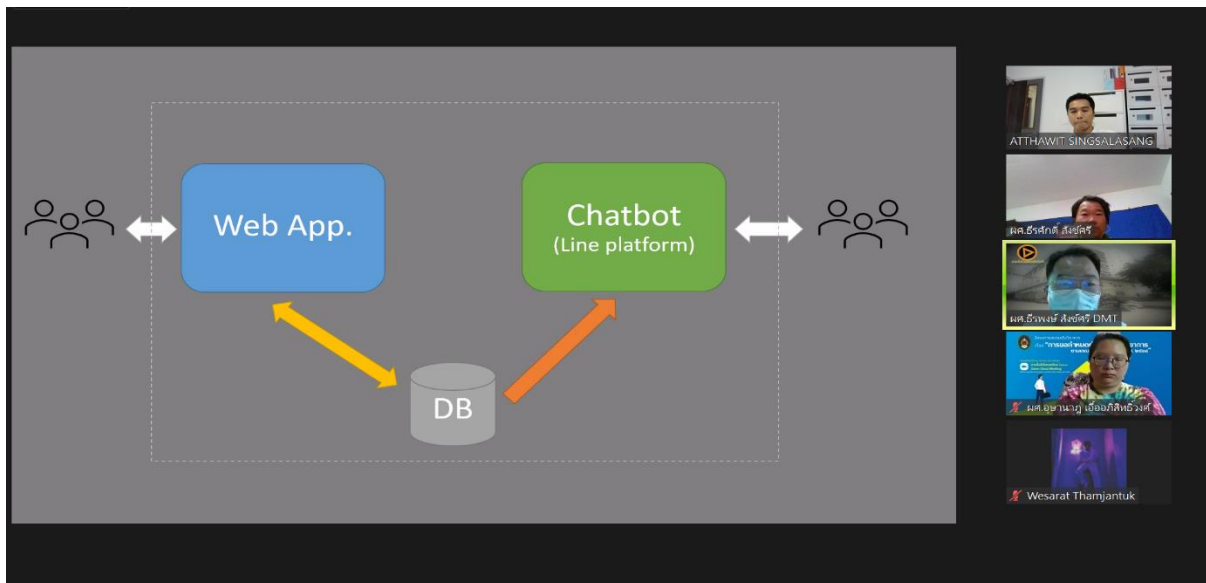 Web App.
Chatbot
(Line platform)
DB
ATTHAWIT SINGSALASANG
ผศ.ธีรศักดิ์ สังข์ศรี
ผศ.ธีรพงษ์ สังข์ศรี DMT
ผศ.อุษานาฎ เอื้ออภิสิทธิ์วงศ์
Wesarat Thamjantuk